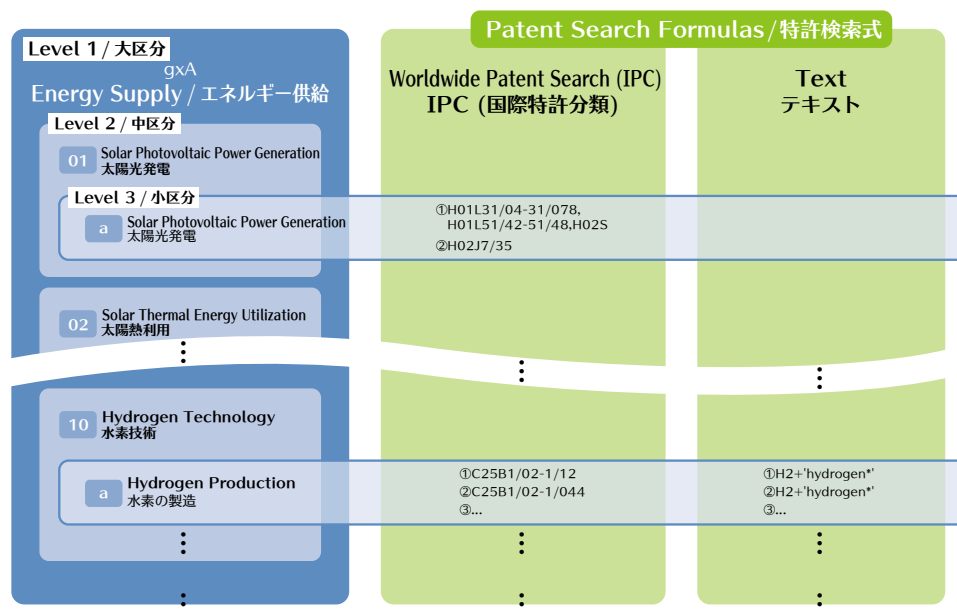 Patent Search Formulas/特許検索式
Level 1/大区分
gxA
Energy Supply/エネルギー供給
Worldwide Patent Search (IPC)
IPC (国際特許分類)
Text
テキスト
Level 2/中区分
01 Solar Photovoltaic Power Generation
太陽光発電
Level 3/小区分
a Solar Photovoltaic Power Generation
太陽光発電
①H01L31/04-31/078,
H01L51/42-51/48,H02S
②H02J7/35
02 Solar Thermal Energy Utilization
太陽熱利用
10 Hydrogen Technology
水素技術
a Hydrogen Production
水素の製造
①C25B1/02-1/12
②C25B1/02-1/044
③...
①H2+'hydrogen*'
②H2+'hydrogen*'
③...